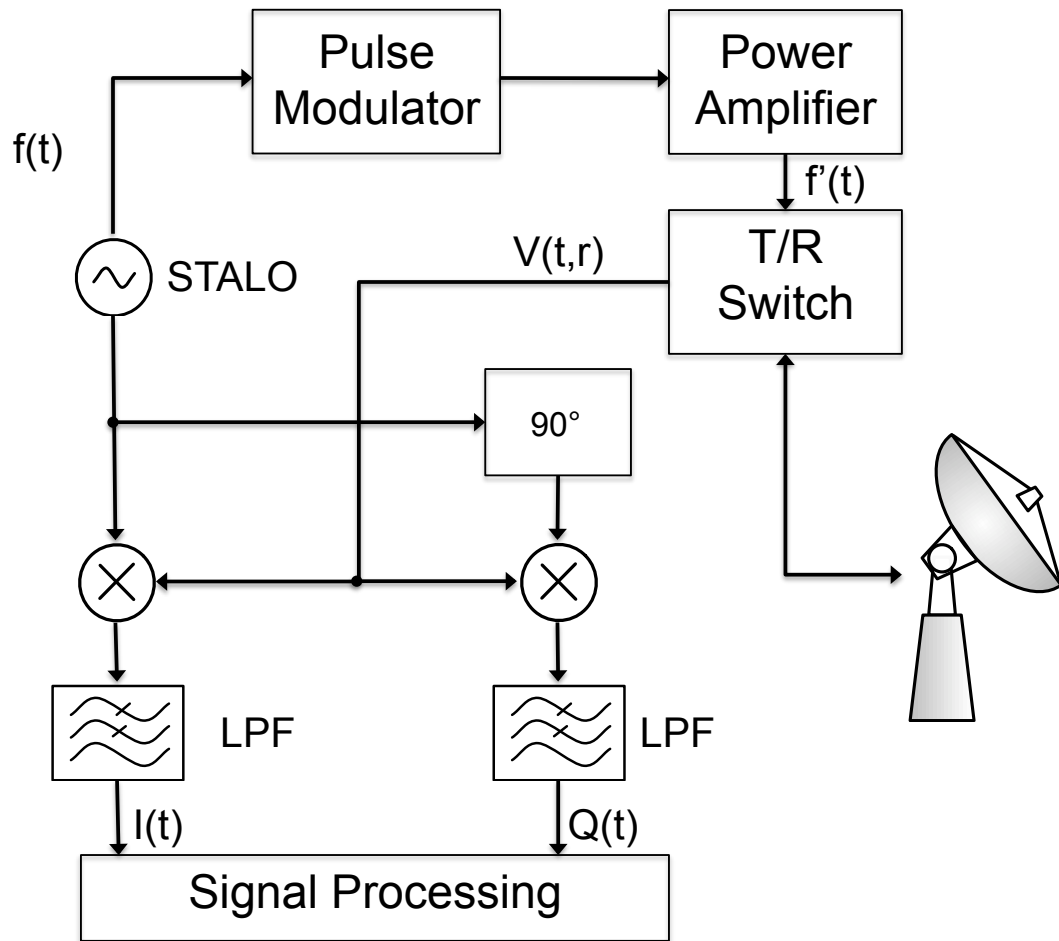 Pulse
Modulator
Power
Amplifier
f(t)
f’(t)
STALO
V(t,r)
T/R
Switch
90°
LPF
LPF
I(t)
Q(t)
Signal Processing